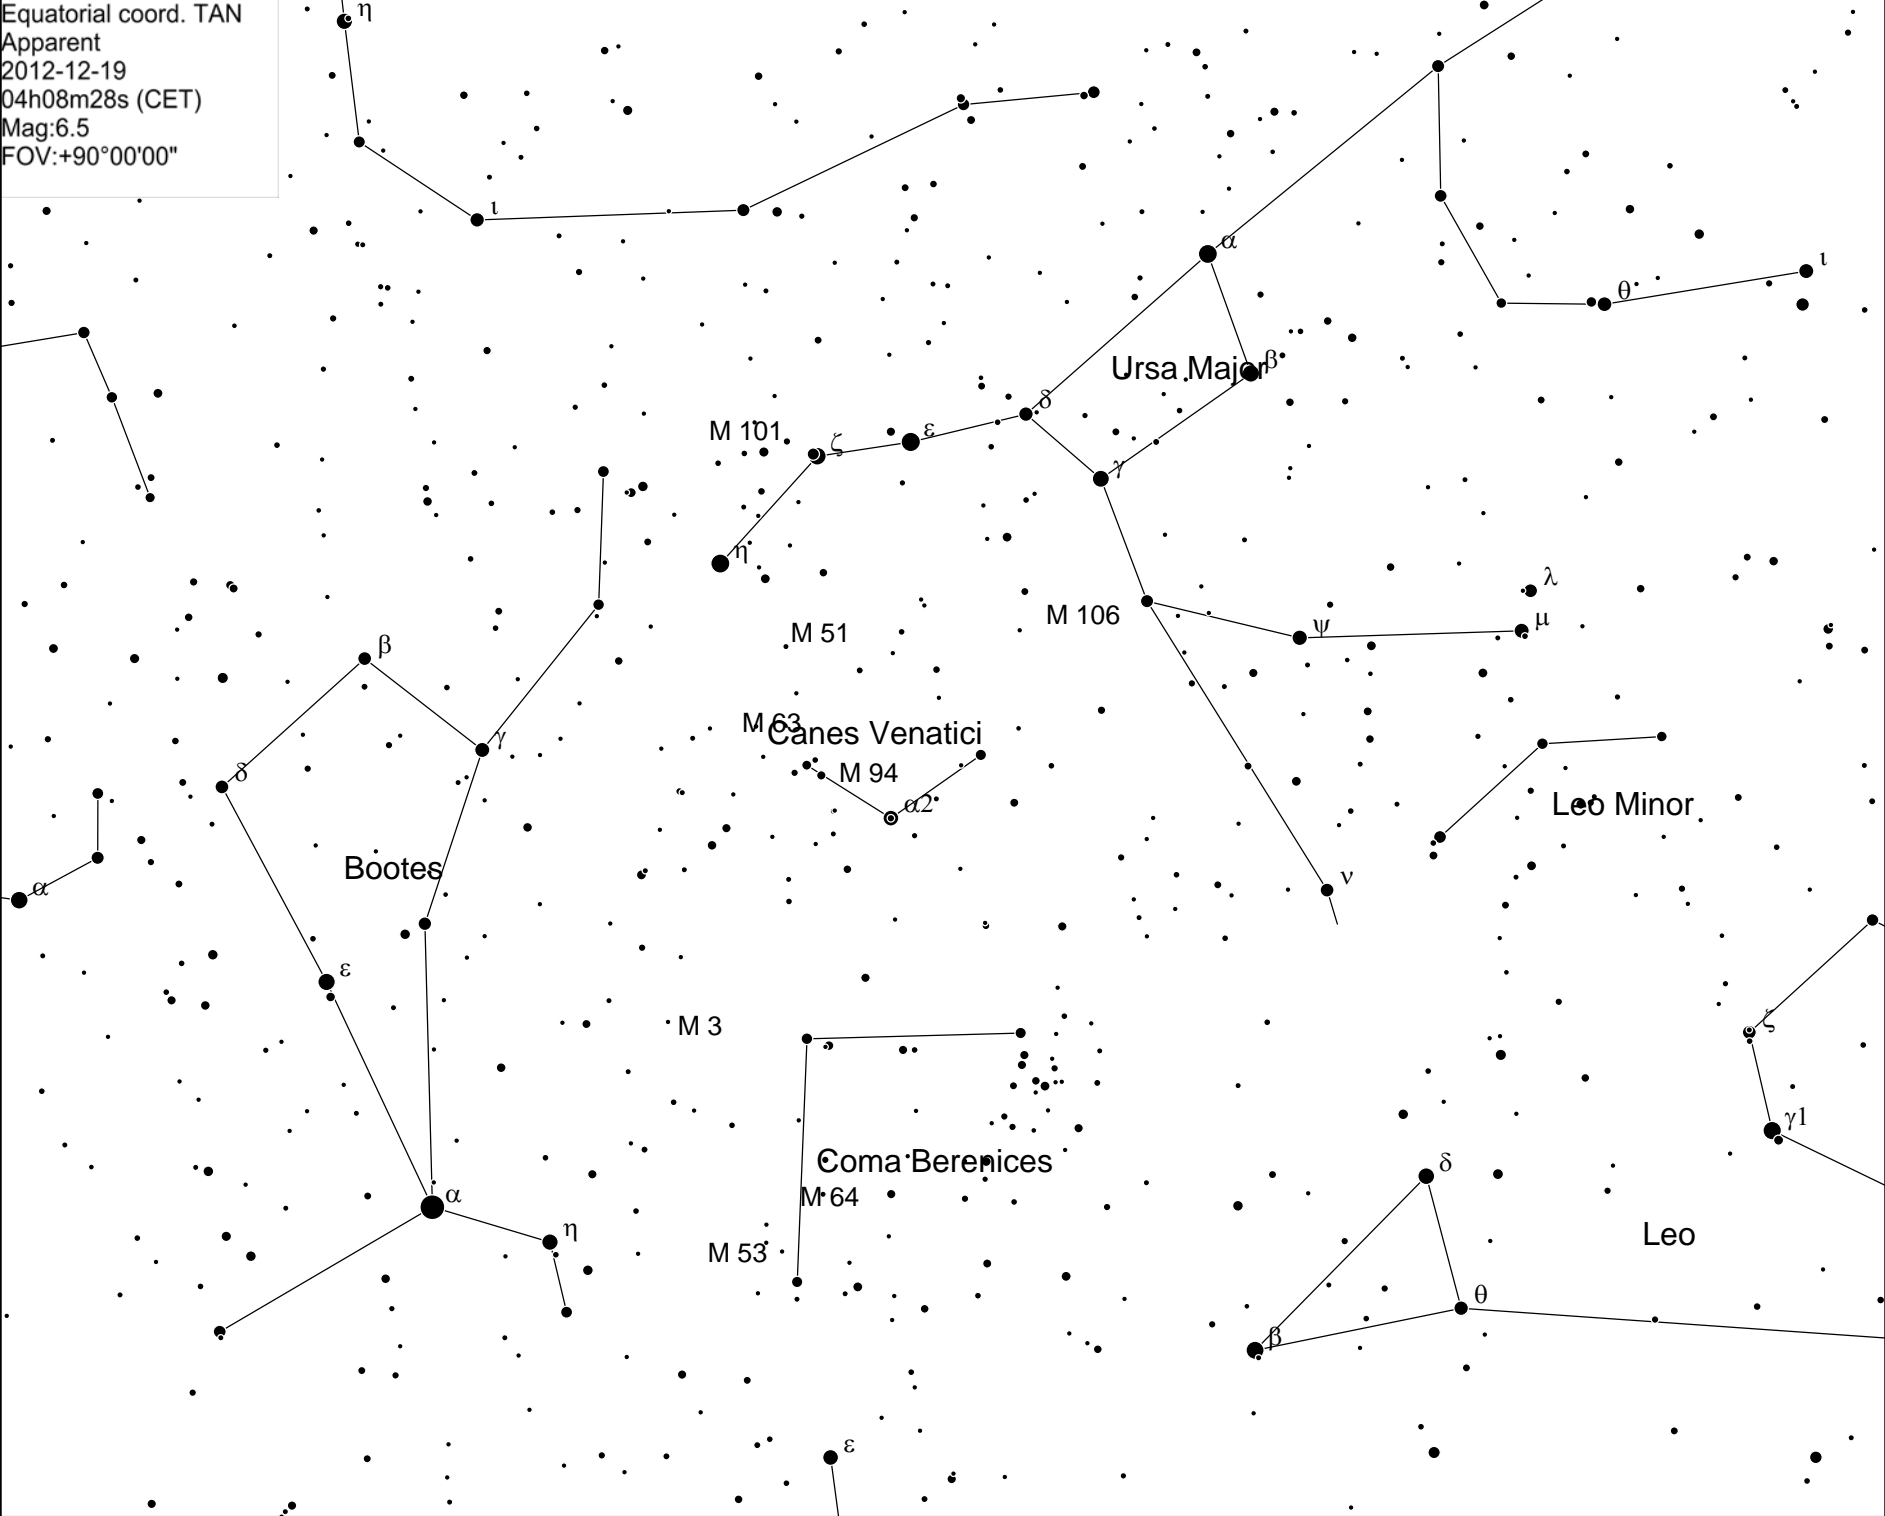 Equatorial coord. TAN
Apparent
2012-12-19
04h08m28s (CET)
Mag:6.5
FOV:+90°00'00"
η
ι
α
θ
ι
Ursa Major
β
δ
M 101
ζ
ε
γ
η
λ
M 106
μ
M 51
ψ
β
M 63
Canes Venatici
γ
δ
M 94
α2
Leo Minor
Bootes
α
ν
ε
M 3
ζ
γ1
Coma Berenices
δ
M 64
α
η
Leo
M 53
θ
β
ε